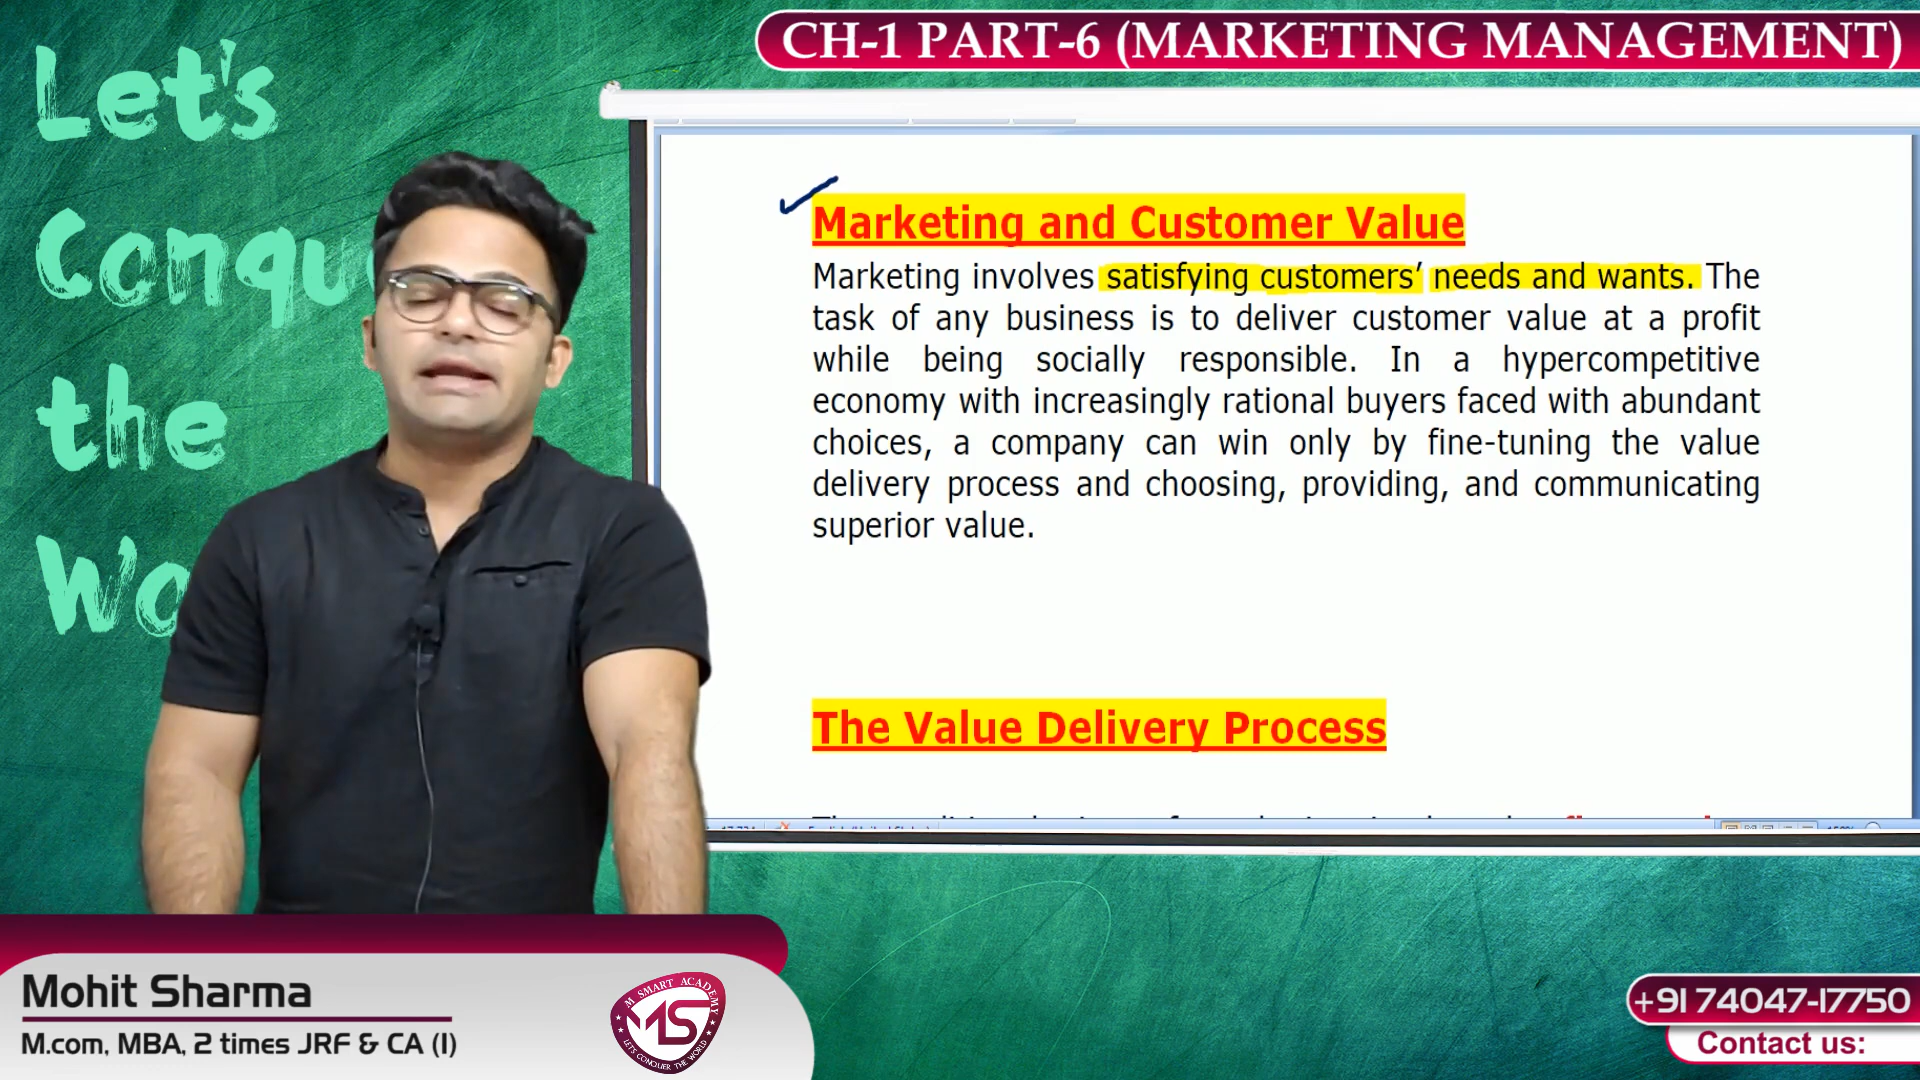 CH-1 PART-6 (MARKETING MANAGEMENT)
Let's
Conqu
the
Wo
Marketing and Customer Value
Marketing involves satisfying customers’ needs and wants. The
task of any business is to deliver customer value at a profit
while being socially responsible. In a hypercompetitive
economy with increasingly rational buyers faced with abundant
choices, a company can win only by fine-tuning the value
delivery process and choosing, providing, and communicating
superior value.
The Value Delivery Process
Mohit Sharma
M.com, MBA, 2 times JRF & CA (I)
M SMART ACADEMY
MS
LETS CONQUER THE WORLD
+91 74047-17750
Contact us: